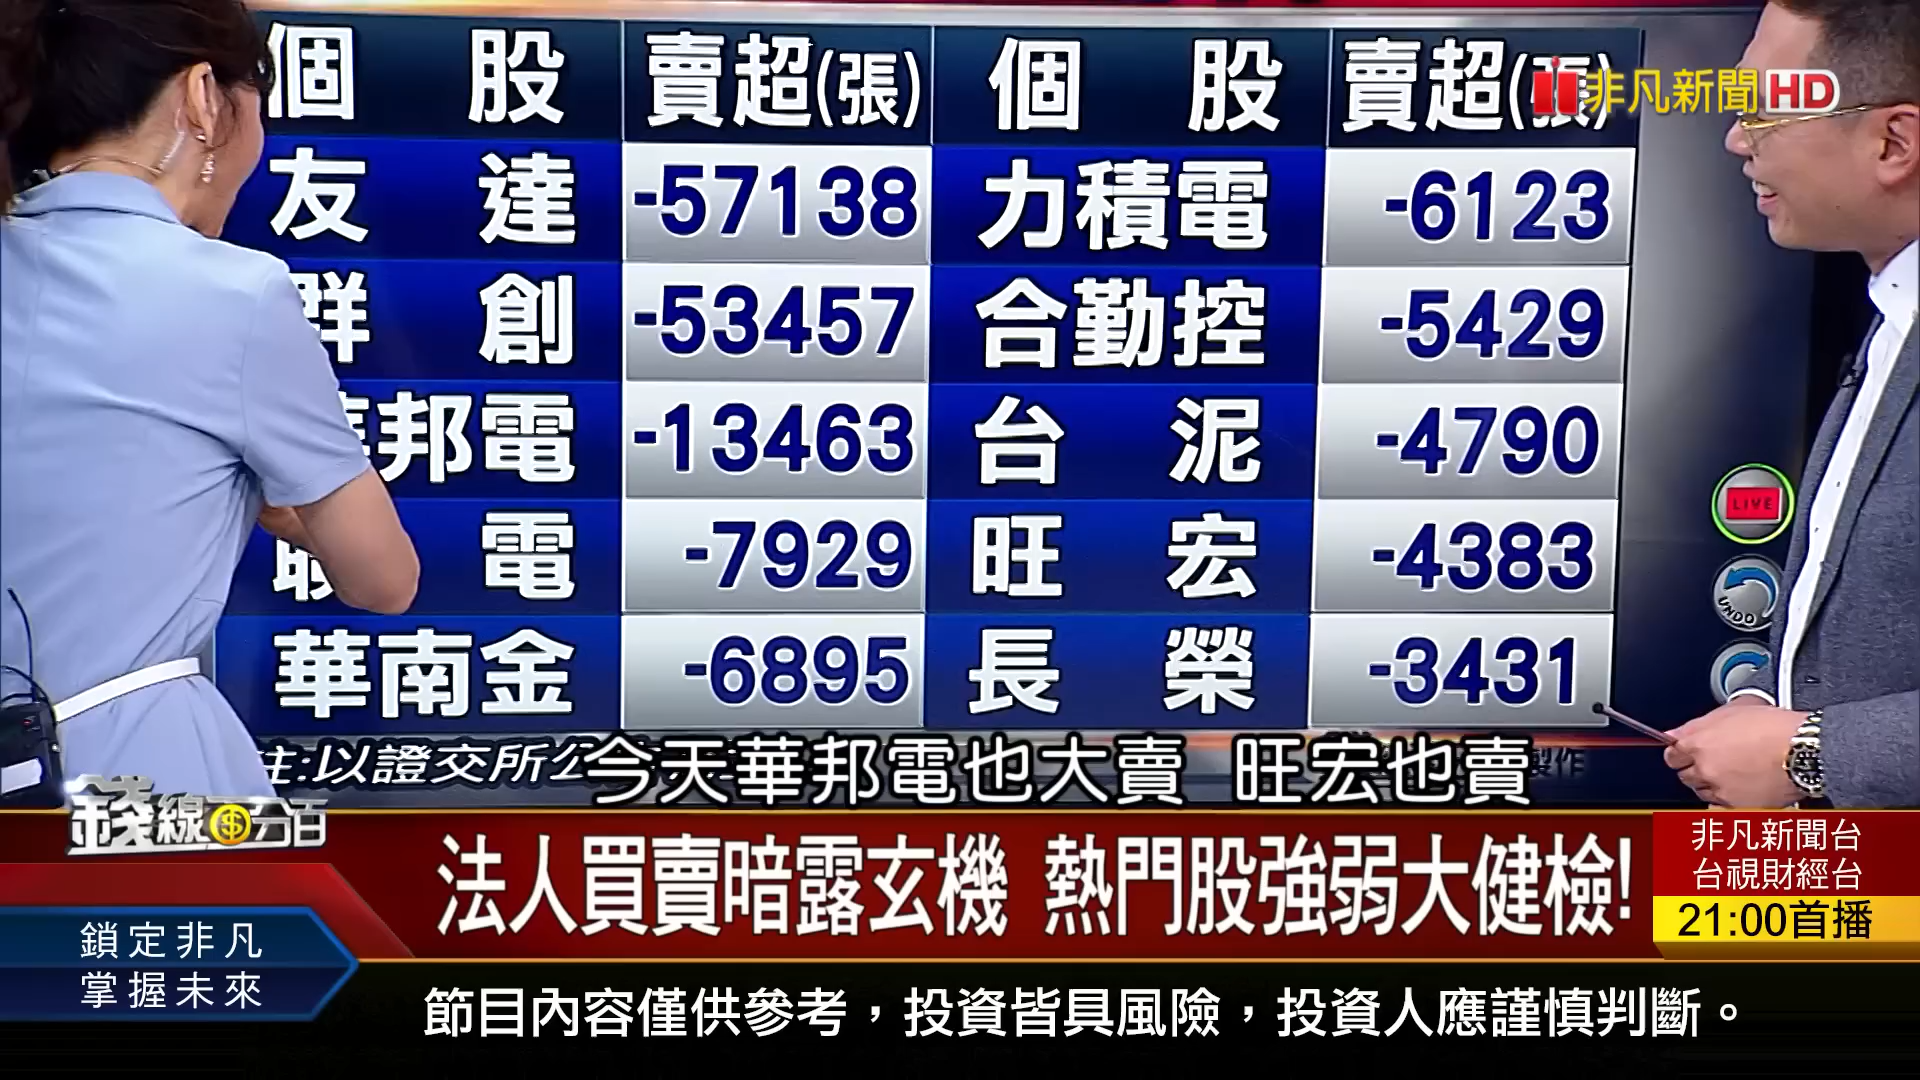 個股 賣超(張) 個股 賣超(張)
非凡新聞HD
友達 -57138 力積電 -6123
群創 -53457 合勤控 -5429
華邦電 -13463 台泥 -4790
LIVE
電 -7929 旺宏 -4383
UNDO
華南金 -6895 長榮 -3431
註:以證交所公
製作
今天華邦電也大賣 旺宏也賣
錢線百分百
法人買賣暗露玄機 熱門股強弱大健檢!
非凡新聞台
台視財經台
21:00首播
鎖定非凡
掌握未來
節目內容僅供參考，投資皆具風險，投資人應謹慎判斷。